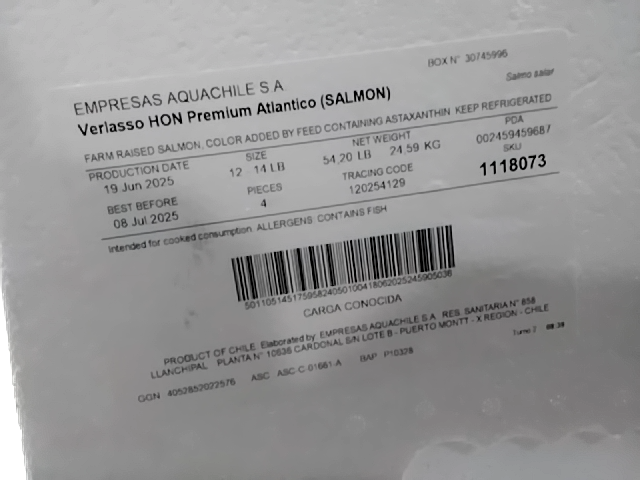 BOX N° 30745996
EMPRESAS AQUACHILE S A
Salmo salar
Verlasso HON Premium Atlantico (SALMON)
FARM RAISED SALMON, COLOR ADDED BY FEED CONTAINING ASTAXANTHIN KEEP REFRIGERATED
PRODUCTION DATE SIZE NET WEIGHT PDA
19 Jun 2025 12 14 LB 54,20 LB 24.59 KG 002459459687
BEST BEFORE PIECES TRACING CODE SKU
08 Jul.2025 4 120254129 1118073
Intended for cooked consumption ALLERGENS CONTAINS FISH
CARGA CONOCIDA
PRODUCT OF CHILE Elaborated by EMPRESAS AQUACHILE S.A RES. SANITARIA N° 858
LLANCHIPAL PLANTA N° 10636 CARDONAL S/N LOTE B - PUERTO MONTT - X REGION - CHILE
GGN 4052852022576 ASC ASC-C-01661-A BAP P10328 Turno 2